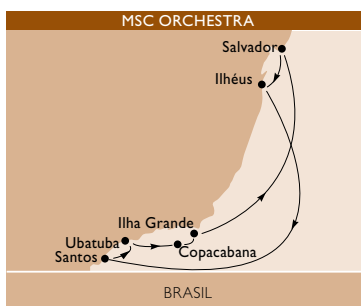 MSC ORCHESTRA
Salvador
Ilhéus
Ilha Grande
Ubatuba
Copacabana
Santos
BRASIL